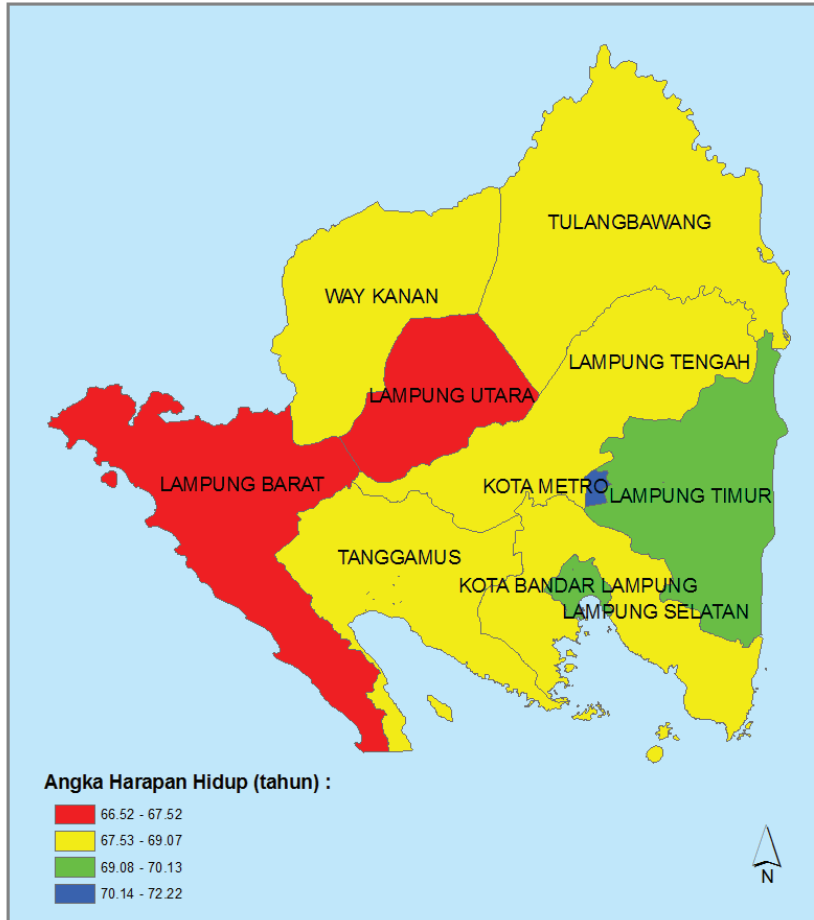 TULANGBAWANG
WAY KANAN
LAMPUNG TENGAH
LAMPUNG UTARA
LAMPUNG BARAT
KOTA METRO
LAMPUNG TIMUR
TANGGAMUS
KOTA BANDAR LAMPUNG
LAMPUNG SELATAN
Angka Harapan Hidup (tahun) :
66.52 - 67.52
67.53 - 69.07
69.08 - 70.13
70.14 - 72.22
N